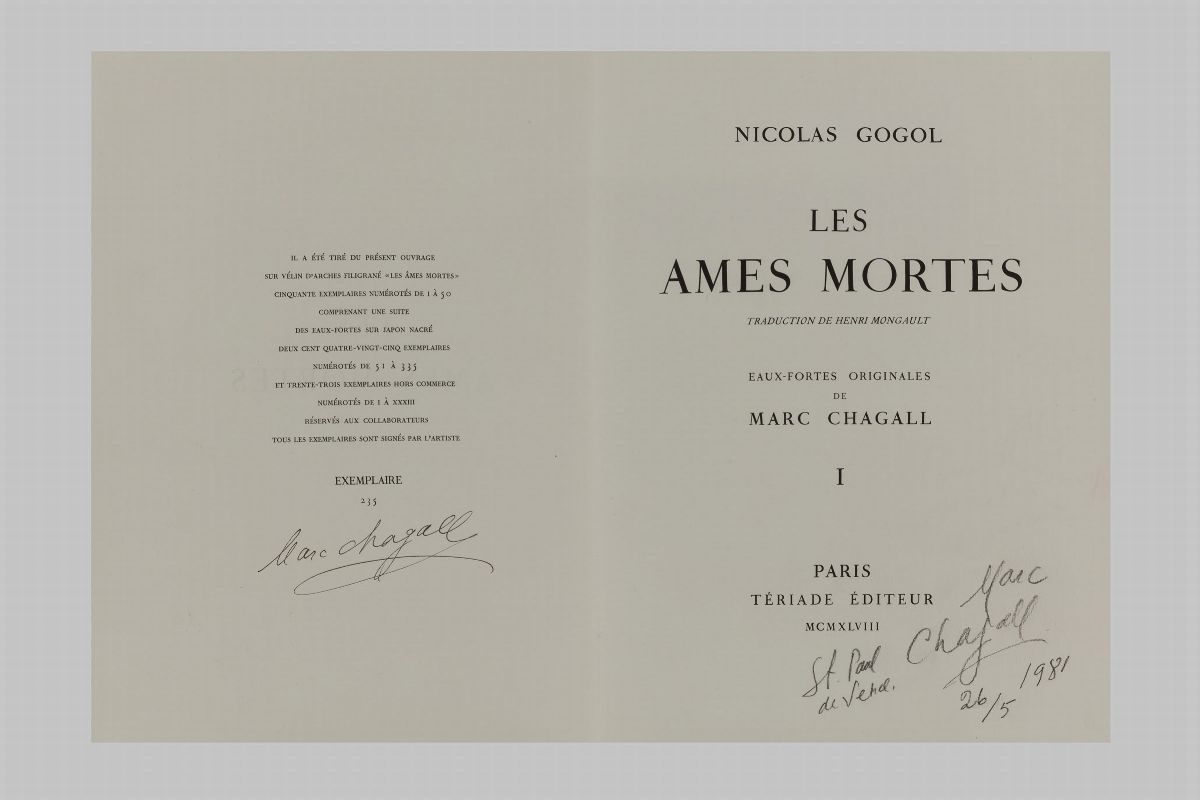 IL A ÉTÉ TIRÉ DU PRÉSENT OUVRAGE
SUR VÉLIN D'ARCHES FILIGRANÉ «LES ÂMES MORTES»
CINQUANTE EXEMPLAIRES NUMÉROTÉS DE 1 À 50
COMPRENANT UNE SUITE
DES EAUX-FORTES SUR JAPON NACRÉ
DEUX CENT QUATRE-VINGT-CINQ EXEMPLAIRES
NUMÉROTÉS DE 51 À 335
ET TRENTE-TROIS EXEMPLAIRES HORS COMMERCE
NUMÉROTÉS DE I À XXXIII
RÉSERVÉS AUX COLLABORATEURS
TOUS LES EXEMPLAIRES SONT SIGNÉS PAR L'ARTISTE
EXEMPLAIRE
235
Marc Chagall
NICOLAS GOGOL
LES
AMES MORTES
TRADUCTION DE HENRI MONGAULT
EAUX-FORTES ORIGINALES
DE
MARC CHAGALL
I
PARIS
TÉRIADE ÉDITEUR
MCMXLVIII
Marc
Chagall
St. Paul
de
26/5 1981